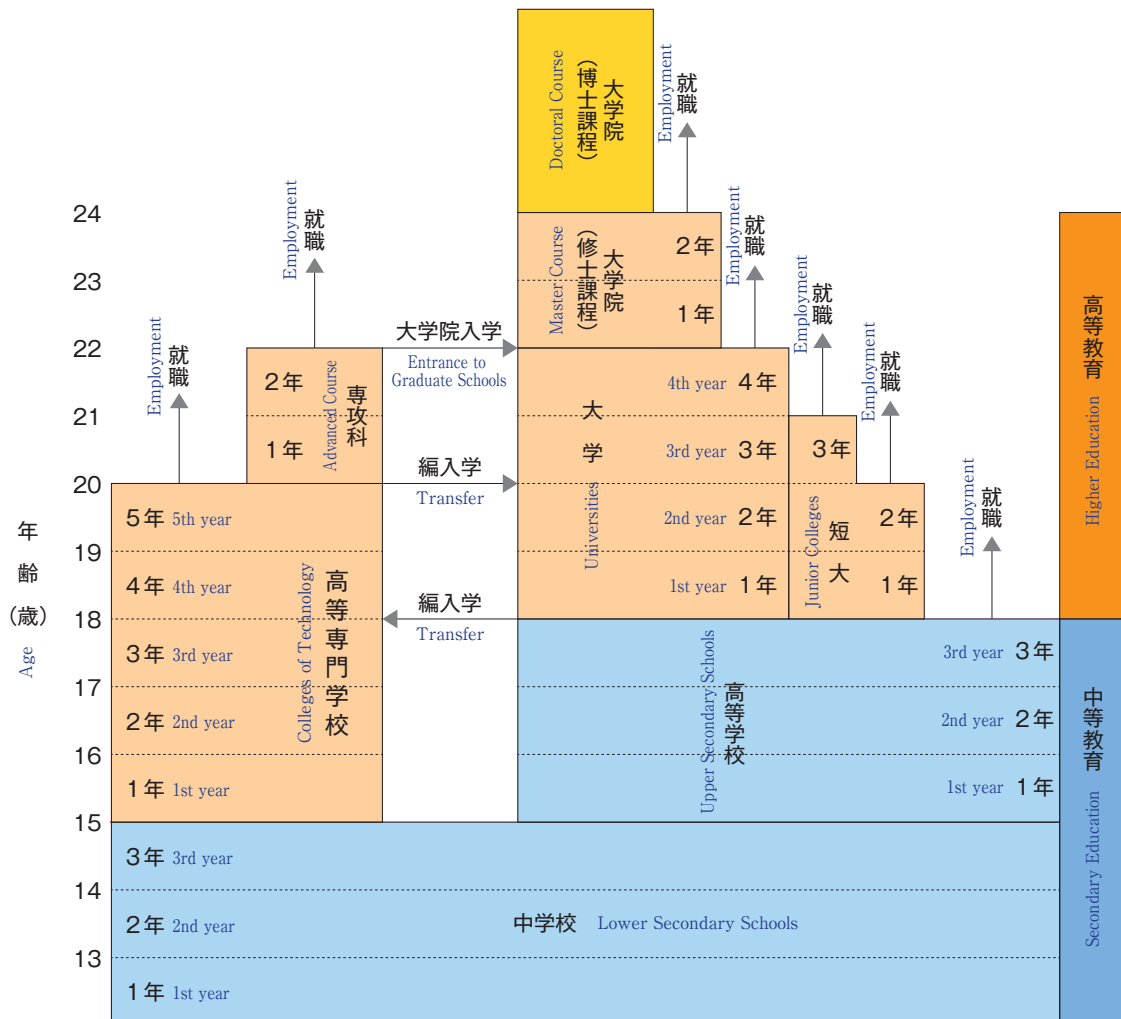 大学院
（博士課程）
Doctoral Course
就職
Employment
24
23
22
21
20
19
18
17
16
15
14
13
年齢（歳）
Age
就職
Employment
就職
Employment
大学院
（修士課程）
Master Course
2年
1年
就職
Employment
就職
Employment
就職
Employment
就職
Employment
大学院入学
Entrance to
Graduate Schools
2年
1年
専攻科
Advanced Course
編入学
Transfer
編入学
Transfer
大学
Universities
4th year 4年
3rd year 3年
2nd year 2年
1st year 1年
3年
2年
1年
短大
Junior Colleges
5年 5th year
4年 4th year
3年 3rd year
2年 2nd year
1年 1st year
高等専門学校
Colleges of Technology
高等学校
Upper Secondary Schools
3rd year 3年
2nd year 2年
1st year 1年
3年 3rd year
2年 2nd year
1年 1st year
中学校 Lower Secondary Schools
高等教育 Higher Education
中等教育 Secondary Education